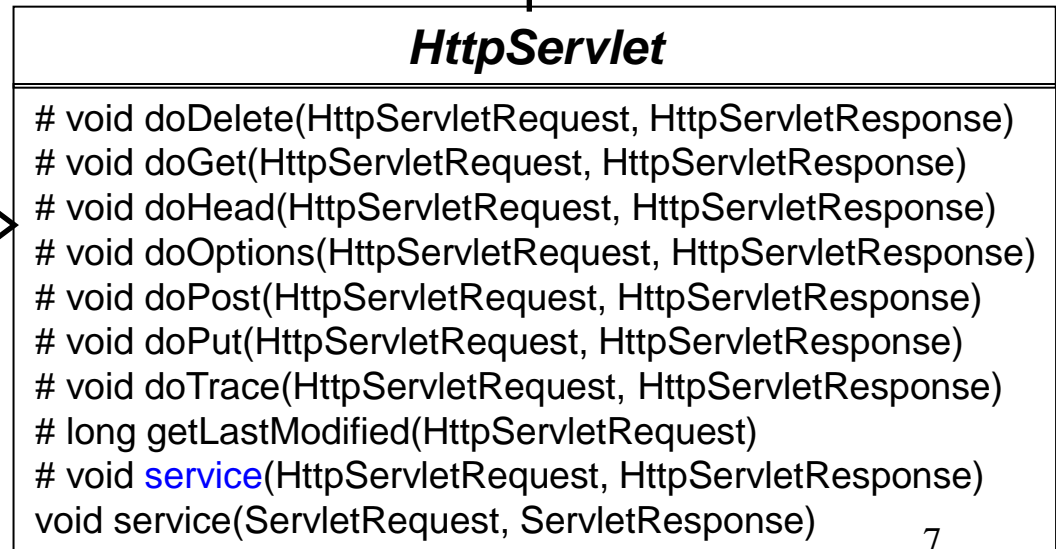 HttpServlet
# void doDelete(HttpServletRequest, HttpServletResponse)
# void doGet(HttpServletRequest, HttpServletResponse)
# void doHead(HttpServletRequest, HttpServletResponse)
# void doOptions(HttpServletRequest, HttpServletResponse)
# void doPost(HttpServletRequest, HttpServletResponse)
# void doPut(HttpServletRequest, HttpServletResponse)
# void doTrace(HttpServletRequest, HttpServletResponse)
# long getLastModified(HttpServletRequest)
# void service(HttpServletRequest, HttpServletResponse)
void service(ServletRequest, ServletResponse)
7